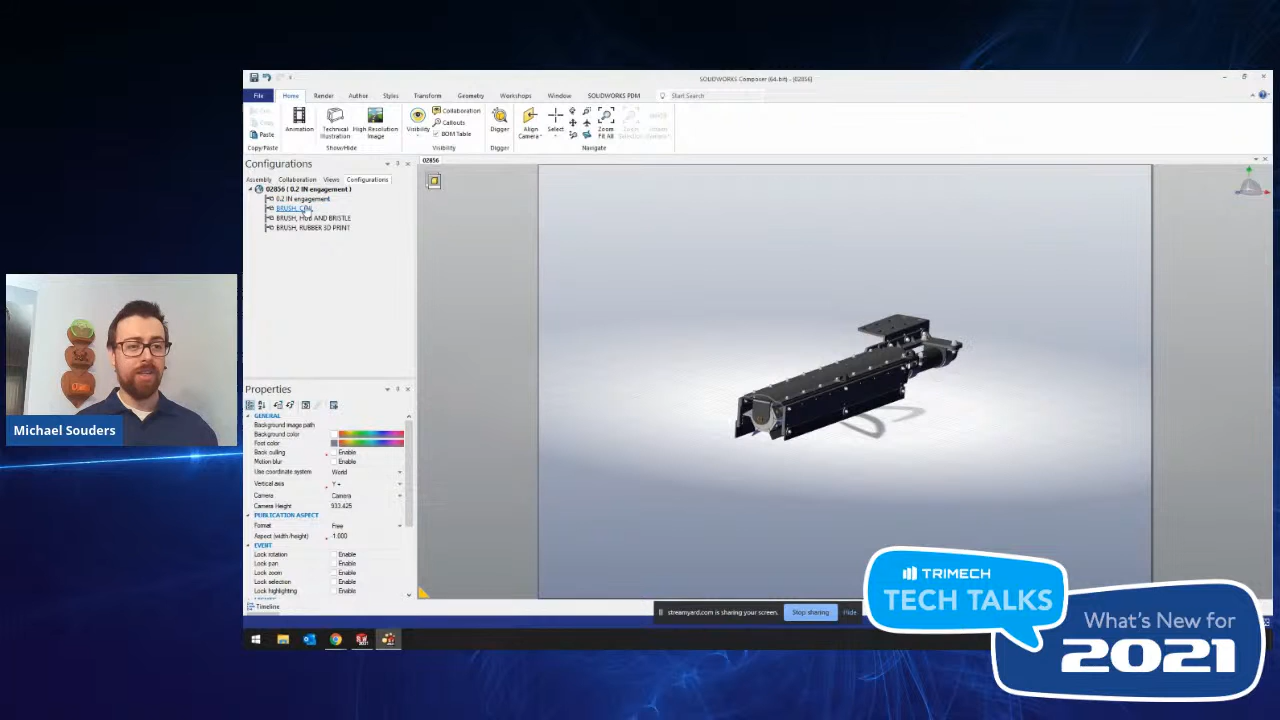 SOLIDWORKS Composer (64-bit) - [02856]
File
Home
Render
Author
Styles
Transform
Geometry
Workshops
Window
SOLIDWORKS PDM
Start Search
Paste
Animation
Technical Illustration
High Resolution Image
Visibility
Collaboration
Callouts
BOM Table
Digger
Align Camera
Select
Zoom Fit All
Copy/Paste
Show/Hide
Visibility
Digger
Navigate
Configurations
02856
Assembly
Collaboration
Views
Configurations
02856 ( 0.2 IN engagement )
0.2 IN engagement
BRUSH,
BRUSH, AND BRISTLE
BRUSH, RUBBER 3D PRINT
Michael Souders
Properties
GENERAL
Background image path
Background color
Foot color
Back culling Enable
Motion blur Enable
Use coordinate system World
Vertical axis Y +
Camera Camera
Camera Height 933.425
PUBLICATION ASPECT
Format Free
Aspect (width/height) -1.000
EVENT
Lock rotation Enable
Lock pan Enable
Lock zoom Enable
Lock selection Enable
Lock highlighting Enable
Timeline
streamyard.com is sharing your screen.
Stop sharing
Hide
TRIMECH
TECH TALKS
What's New for
2021